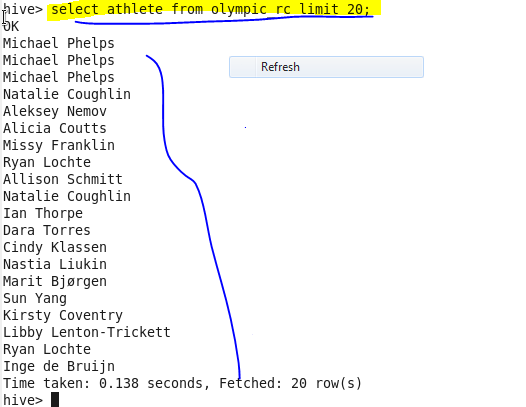 hive> select athlete from olympic rc limit 20;
OK
Michael Phelps
Michael Phelps
Refresh
Michael Phelps
Natalie Coughlin
Aleksey Nemov
Alicia Coutts
Missy Franklin
Ryan Lochte
Allison Schmitt
Natalie Coughlin
Ian Thorpe
Dara Torres
Cindy Klassen
Nastia Liukin
Marit Bjørgen
Sun Yang
Kirsty Coventry
Libby Lenton-Trickett
Ryan Lochte
Inge de Bruijn
Time taken: 0.138 seconds, Fetched: 20 row(s)
hive>